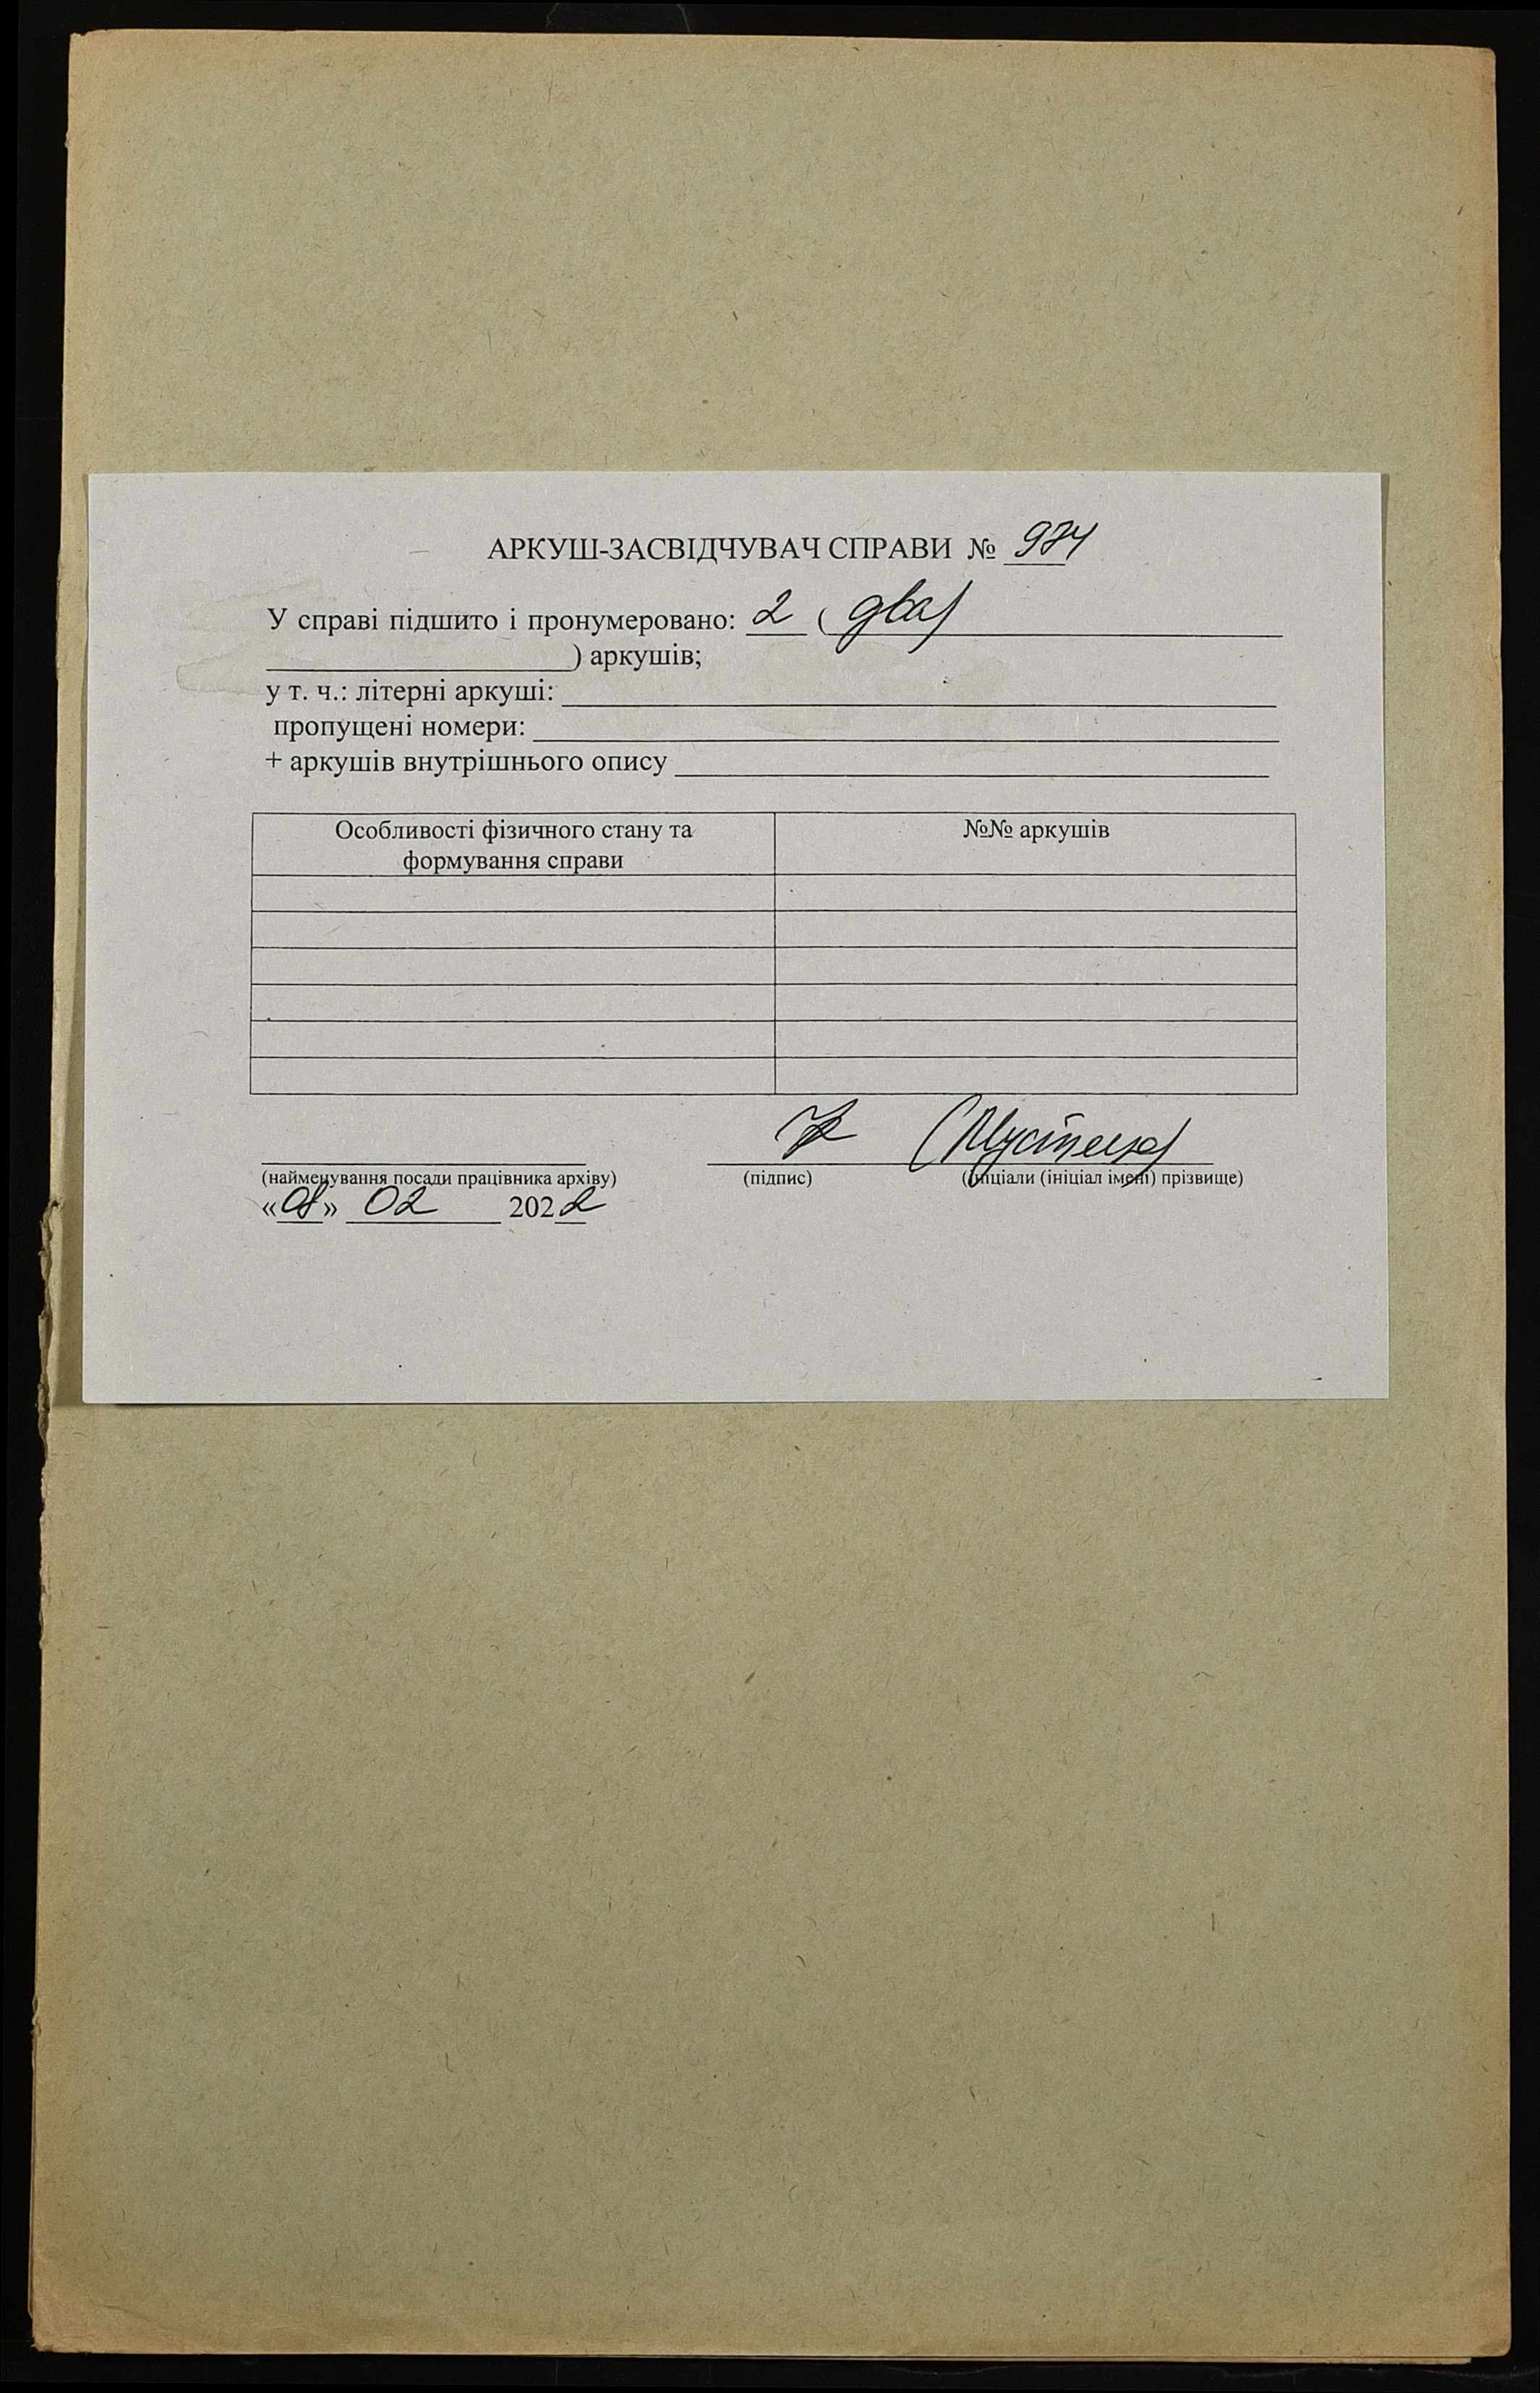 АРКУШ-ЗАСВІДЧУВАЧ СПРАВИ № 974
У справі підшито і пронумеровано: 2 ( два)
) аркушів;
у т. ч.: літерні аркуші:
пропущені номери:
+ аркушів внутрішнього опису
Особливості фізичного стану та
формування справи
№№ аркушів
(найменування посади працівника архіву)
(підпис)
(ініціали (ініціал імені) прізвище)
«08» 02 2022